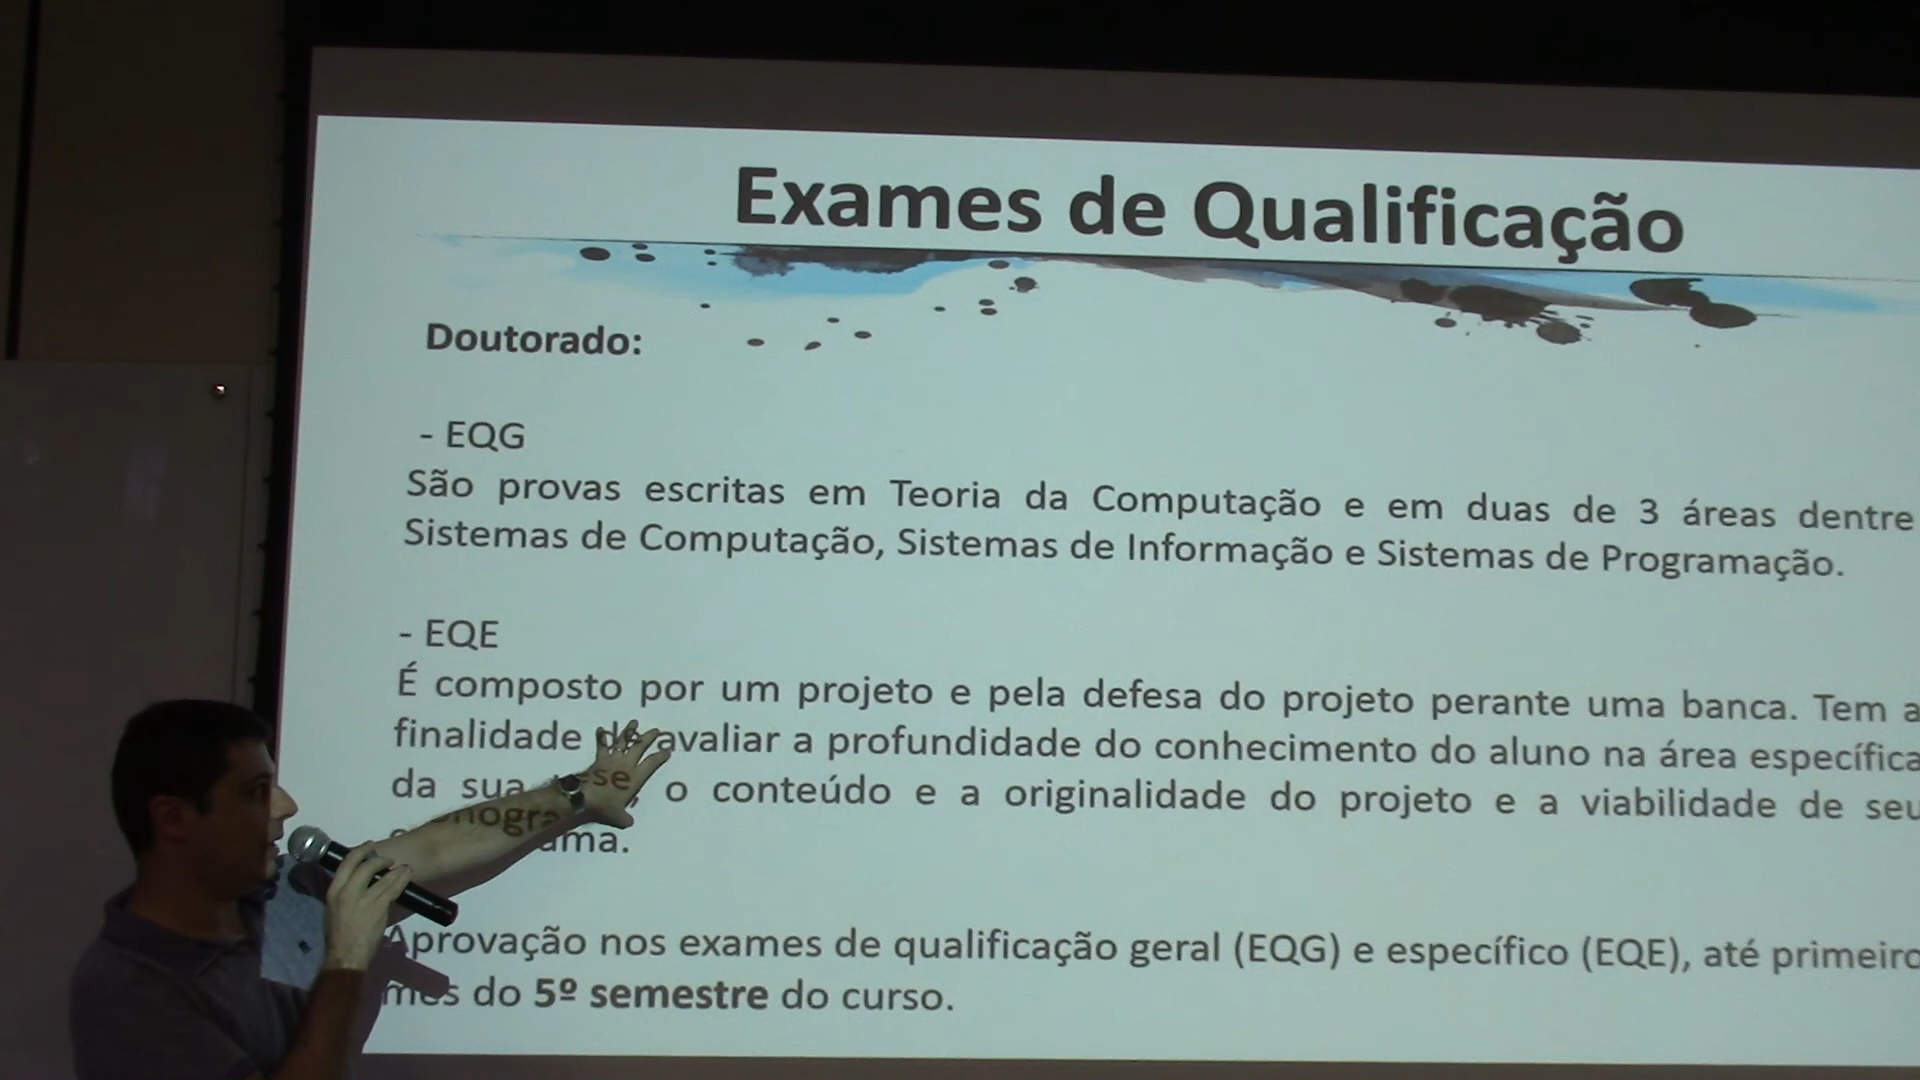 Exames de Qualificação
Doutorado:
- EQG
São provas escritas em Teoria da Computação e em duas de 3 áreas dentre
Sistemas de Computação, Sistemas de Informação e Sistemas de Programação.
- EQE
É composto por um projeto e pela defesa do projeto perante uma banca. Tem a
finalidade de avaliar a profundidade do conhecimento do aluno na área específica
da sua tese, o conteúdo e a originalidade do projeto e a viabilidade de seu
Aprovação nos exames de qualificação geral (EQG) e específico (EQE), até primeiro
mês do 5º semestre do curso.